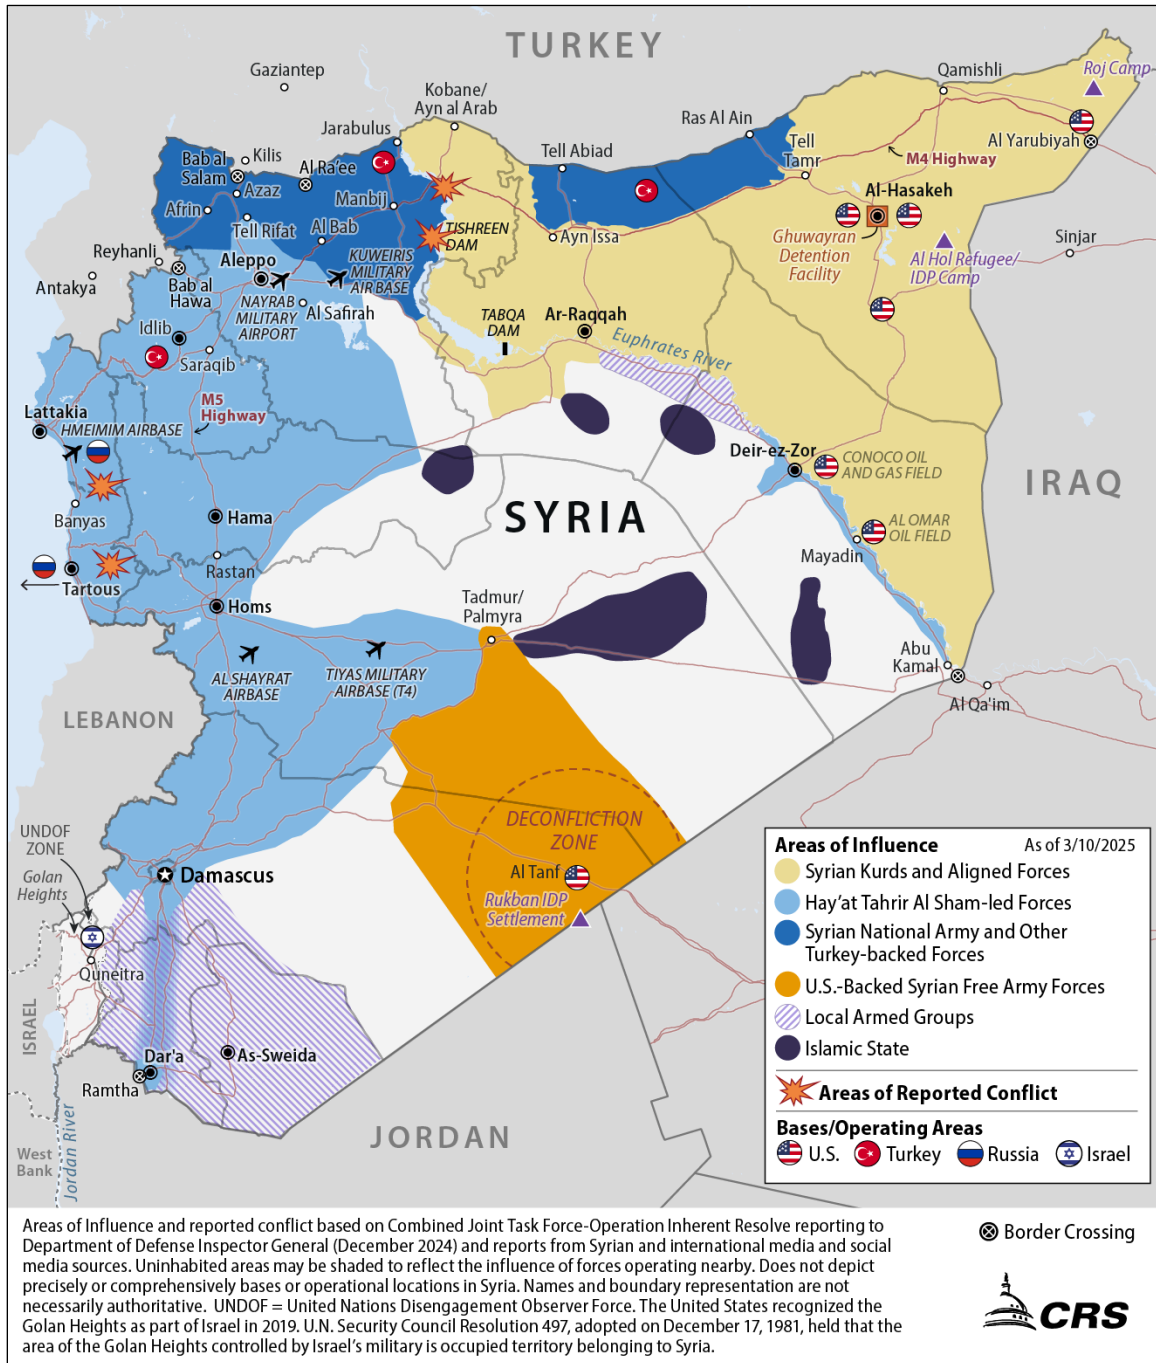 TURKEY
Gaziantep
Kobane/
Ayn al Arab
Qamishli
Roj Camp
Jarabulus
Ras Al Ain
Al Yarubiyah
Bab al
Salam
Kilis
Al Ra'ee
Tell Abiad
Tell
Tamr
M4 Highway
Azaz
Afrin
Manbij
Al-Hasakeh
Tell Rifat
Al Bab
TISHREEN
DAM
Ayn Issa
Ghuwayran
Detention
Facility
Al Hol Refugee/
IDP Camp
Sinjar
Reyhanli
Antakya
Bab al
Hawa
Aleppo
KUWEIRIS
MILITARY
AIR BASE
NAYRAB
MILITARY
AIRPORT
Al Safirah
TABQA
DAM
Ar-Raqqah
Euphrates River
Idlib
Saraqib
M5
Highway
Lattakia
HMEIMIM AIRBASE
Deir-ez-Zor
CONOCO OIL
AND GAS FIELD
IRAQ
SYRIA
Banyas
Hama
AL OMAR
OIL FIELD
Mayadin
Rastan
Tartous
Homs
Tadmur/
Palmyra
AL SHAYRAT
AIRBASE
TIYAS MILITARY
AIRBASE (T4)
Abu
Kamal
Al Qa'im
LEBANON
UNDOF
ZONE
Golan
Heights
Damascus
DECONFLICTION
ZONE
Al Tanf
Rukban IDP
Settlement
Quneitra
ISRAEL
Dar'a
As-Sweida
Ramtha
JORDAN
West
Bank
Jordan River
Areas of Influence
As of 3/10/2025
Syrian Kurds and Aligned Forces
Hay'at Tahrir Al Sham-led Forces
Syrian National Army and Other
Turkey-backed Forces
U.S.-Backed Syrian Free Army Forces
Local Armed Groups
Islamic State
Areas of Reported Conflict
Bases/Operating Areas
U.S. Turkey Russia Israel
Areas of Influence and reported conflict based on Combined Joint Task Force-Operation Inherent Resolve reporting to
Department of Defense Inspector General (December 2024) and reports from Syrian and international media and social
media sources. Uninhabited areas may be shaded to reflect the influence of forces operating nearby. Does not depict
precisely or comprehensively bases or operational locations in Syria. Names and boundary representation are not
necessarily authoritative. UNDOF = United Nations Disengagement Observer Force. The United States recognized the
Golan Heights as part of Israel in 2019. U.N. Security Council Resolution 497, adopted on December 17, 1981, held that the
area of the Golan Heights controlled by Israel's military is occupied territory belonging to Syria.
Border Crossing
CRS